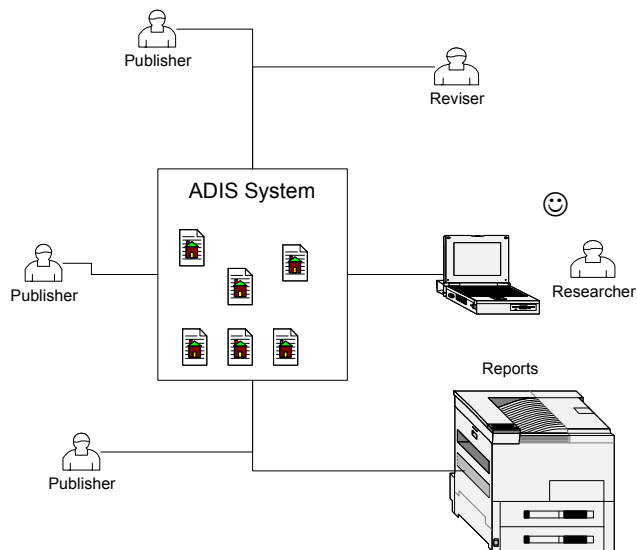 Publisher
Reviser
ADIS System
Publisher
Researcher
Reports
Publisher